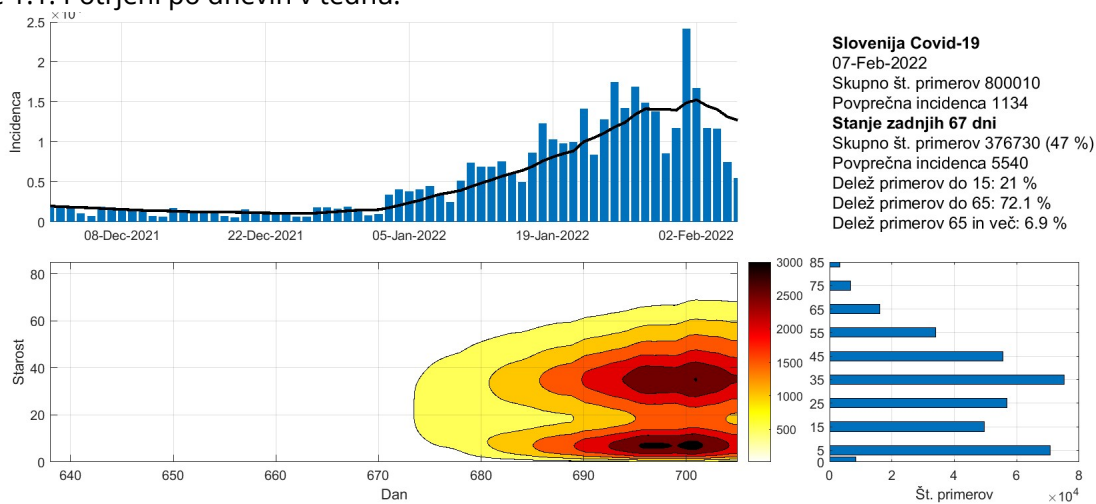 1.1. Potrjeni po dnevih v tednu.
2.5
2
1.5
1
0.5
0
Incidenca
08-Dec-2021
22-Dec-2021
05-Jan-2022
19-Jan-2022
02-Feb-2022
Slovenija Covid-19
07-Feb-2022
Skupno št. primerov 800010
Povprečna incidenca 1134
Stanje zadnjih 67 dni
Skupno št. primerov 376730 (47 %)
Povprečna incidenca 5540
Delež primerov do 15: 21 %
Delež primerov do 65: 72.1 %
Delež primerov 65 in več: 6.9 %
80
60
40
20
0
Starost
640
650
660
670
680
690
700
Dan
3000
2500
2000
1500
1000
500
85
75
65
55
45
35
25
15
5
0
0
2
4
6
8
Št. primerov
×10⁴